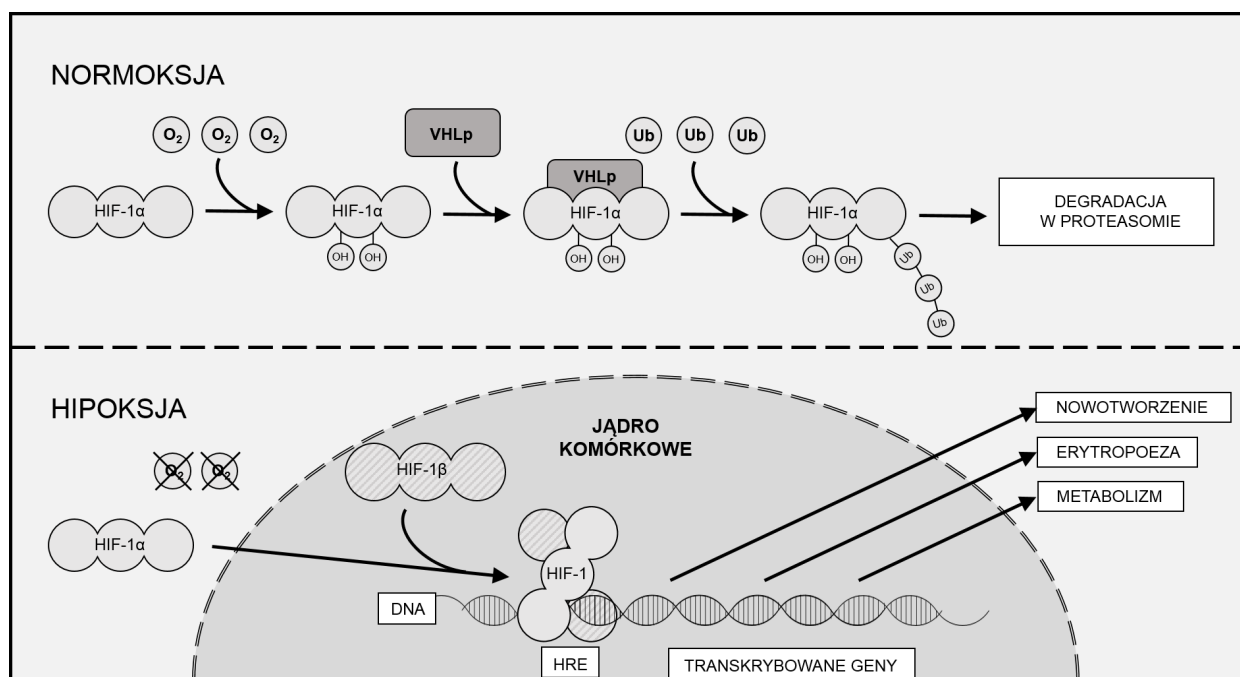 NORMOKSJA
O₂ O₂ O₂
VHLp
Ub Ub Ub
HIF-1α
HIF-1α
VHLp
HIF-1α
HIF-1α
DEGRADACJA
W PROTEASOMIE
OH OH
OH OH
OH OH
Ub
Ub
Ub
HIPOKSJA
O₂ O₂
HIF-1α
JĄDRO
KOMÓRKOWE
HIF-1β
HIF-1
DNA
HRE
TRANSKRYBOWANE GENY
NOWOTWORZENIE
ERYTROPOEZA
METABOLIZM